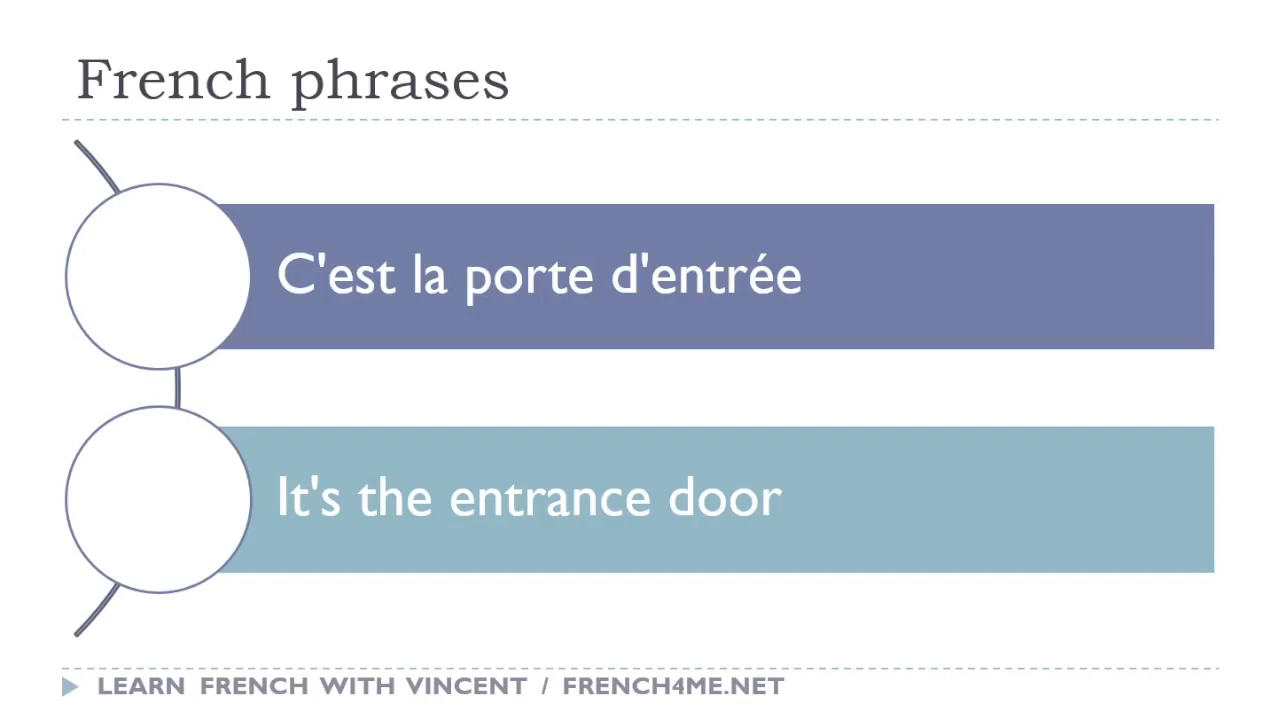 French phrases
C'est la porte d'entrée
It's the entrance door
LEARN FRENCH WITH VINCENT / FRENCH4ME.NET